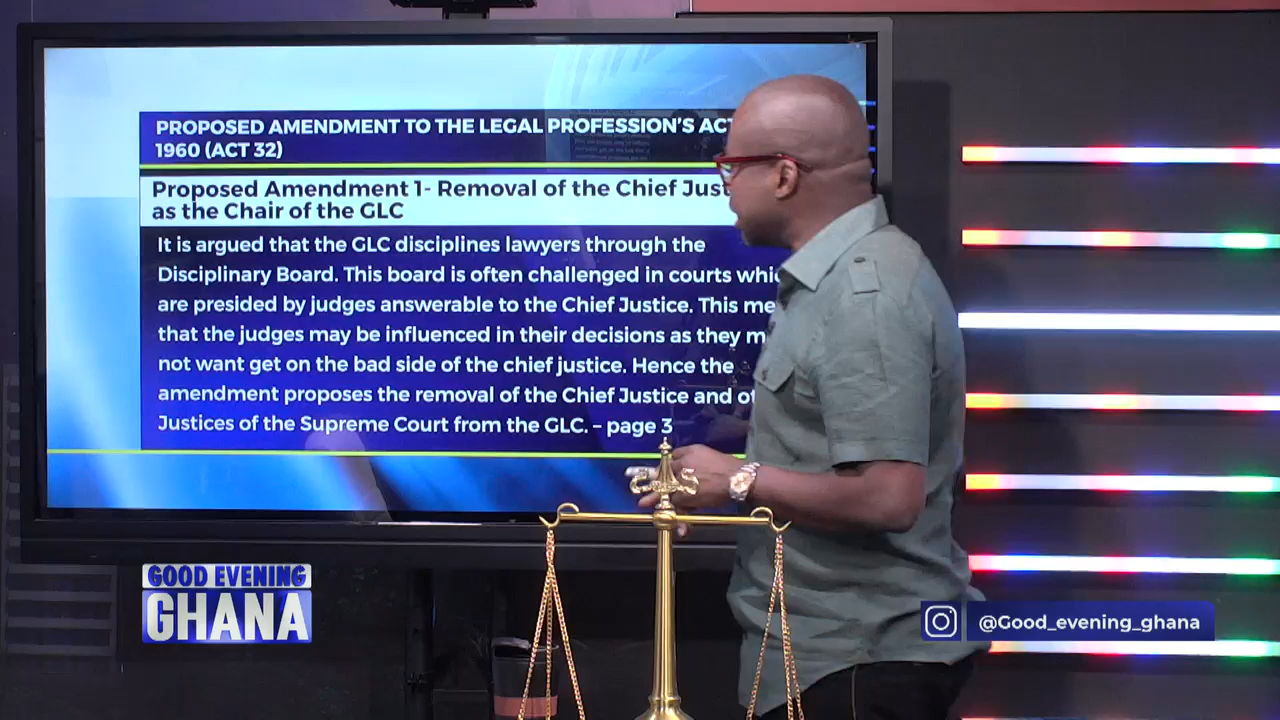 PROPOSED AMENDMENT TO THE LEGAL PROFESSION'S ACT
1960 (ACT 32)
Proposed Amendment 1- Removal of the Chief Just
as the Chair of the GLC
It is argued that the GLC disciplines lawyers through the
Disciplinary Board. This board is often challenged in courts whic
are presided by judges answerable to the Chief Justice. This me
that the judges may be influenced in their decisions as they m
not want get on the bad side of the chief justice. Hence the
amendment proposes the removal of the Chief Justice and ot
Justices of the Supreme Court from the GLC. – page 3
GOOD EVENING
GHANA
@Good_evening_ghana